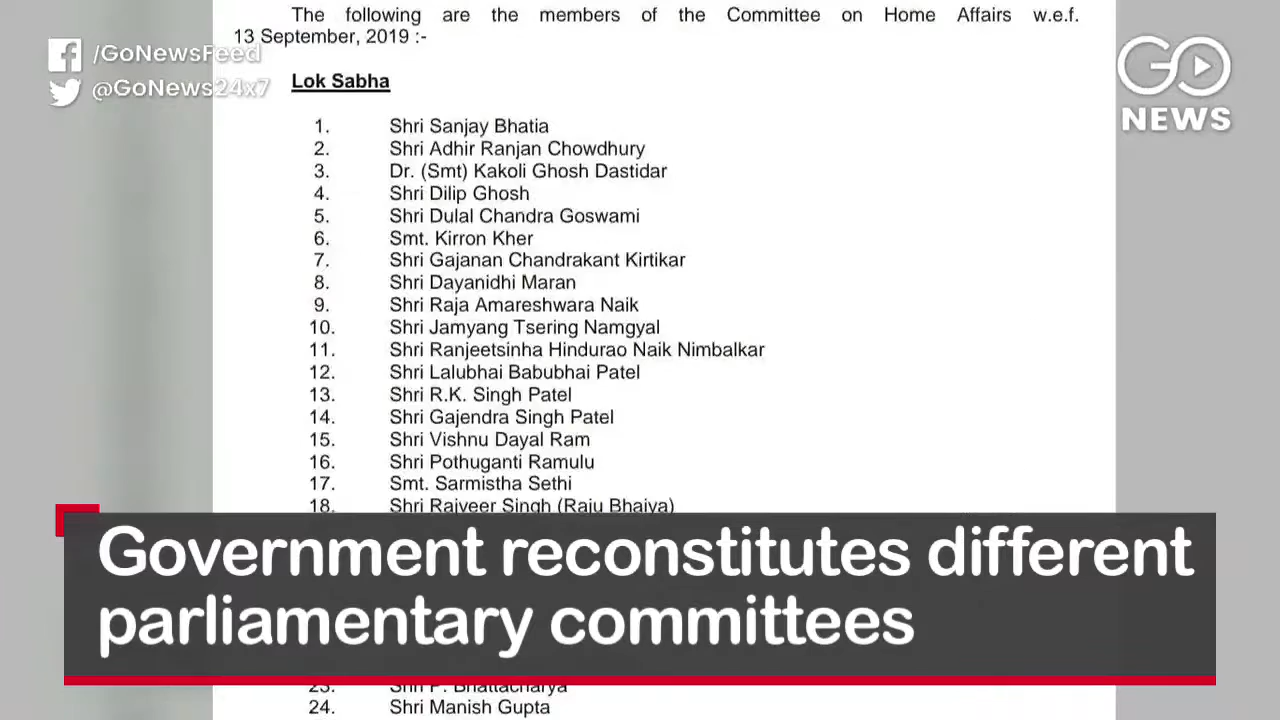 The following are the members of the Committee on Home Affairs w.e.f.
13 September, 2019 :-
/GoNewsFeed
@GoNews24x7
GO
NEWS
Lok Sabha
1. Shri Sanjay Bhatia
2. Shri Adhir Ranjan Chowdhury
3. Dr. (Smt) Kakoli Ghosh Dastidar
4. Shri Dilip Ghosh
5. Shri Dulal Chandra Goswami
6. Smt. Kirron Kher
7. Shri Gajanan Chandrakant Kirtikar
8. Shri Dayanidhi Maran
9. Shri Raja Amareshwara Naik
10. Shri Jamyang Tsering Namgyal
11. Shri Ranjeetsinha Hindurao Naik Nimbalkar
12. Shri Lalubhai Babubhai Patel
13. Shri R.K. Singh Patel
14. Shri Gajendra Singh Patel
15. Shri Vishnu Dayal Ram
16. Shri Pothuganti Ramulu
17. Smt. Sarmistha Sethi
18. Shri Rajveer Singh (Raju Bhaiya)
Government reconstitutes different
parliamentary committees
23. Shri P. Bhattacharya
24. Shri Manish Gupta